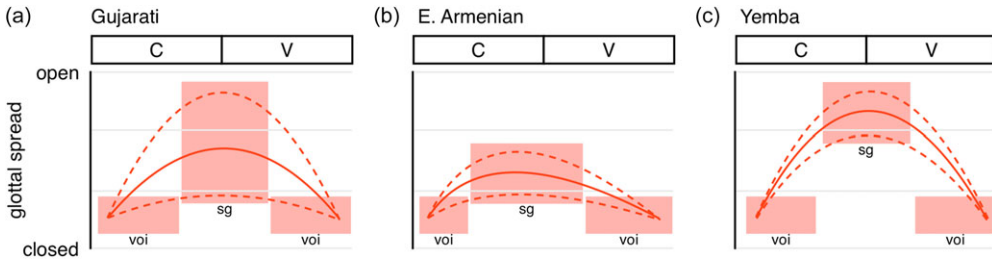 (a) Gujarati
C V
open
glottal spread
closed
voi
sg
voi
(b) E. Armenian
C V
voi
sg
voi
(c) Yemba
C V
voi
sg
voi